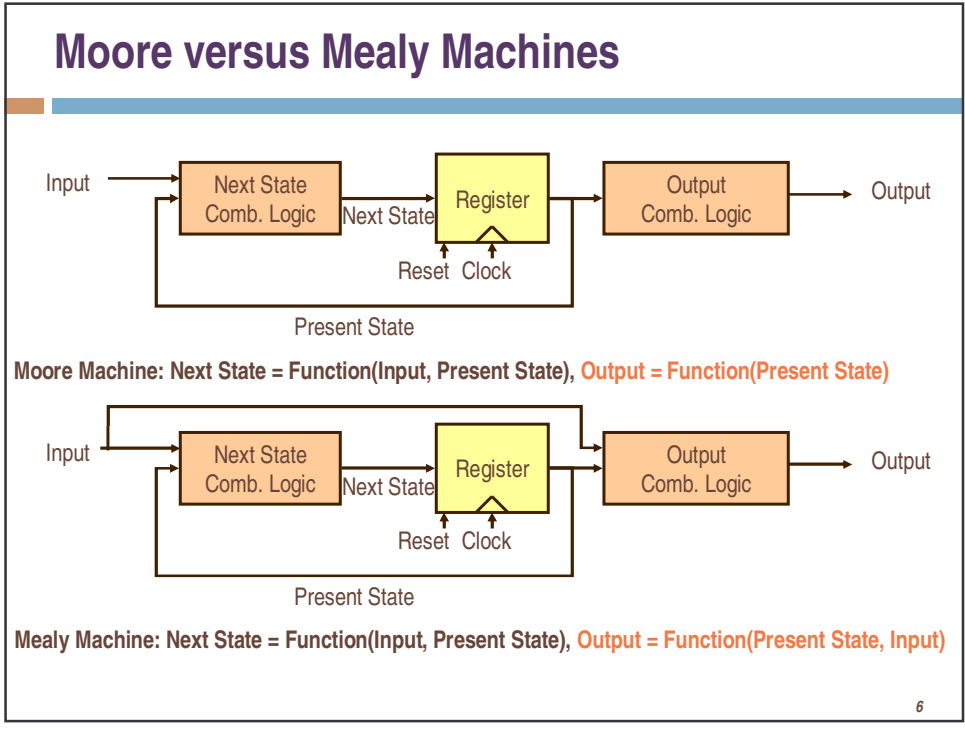 Moore versus Mealy Machines
Input
Next State
Comb. Logic
Next State
Register
Reset Clock
Output
Comb. Logic
Output
Present State
Moore Machine: Next State = Function(Input, Present State), Output = Function(Present State)
Input
Next State
Comb. Logic
Next State
Register
Reset Clock
Output
Comb. Logic
Output
Present State
Mealy Machine: Next State = Function(Input, Present State), Output = Function(Present State, Input)
6